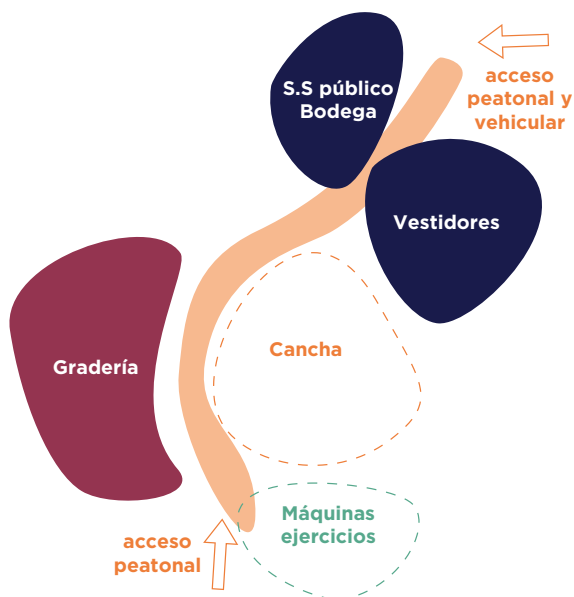 S.S público
Bodega
acceso
peatonal y
vehicular
Vestidores
Cancha
Gradería
Máquinas
ejercicios
acceso
peatonal